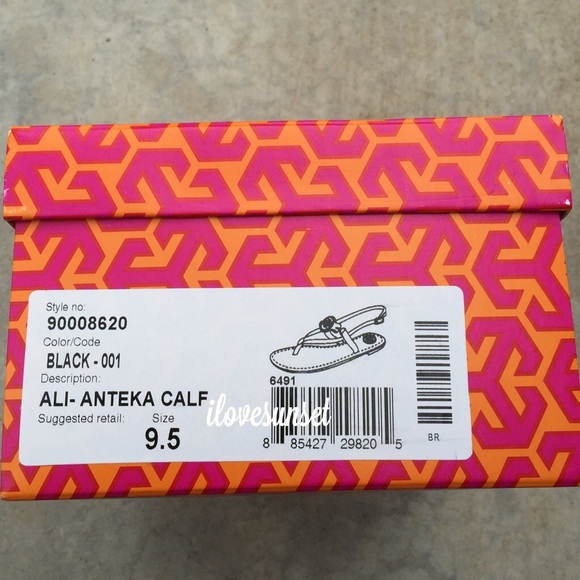 Style no:
90008620
Color/Code
BLACK - 001
Description:
ALI- ANTEKA CALF
Suggested retail: Size
9.5
6491
8 85427 29820 5
BR
ilovesunset